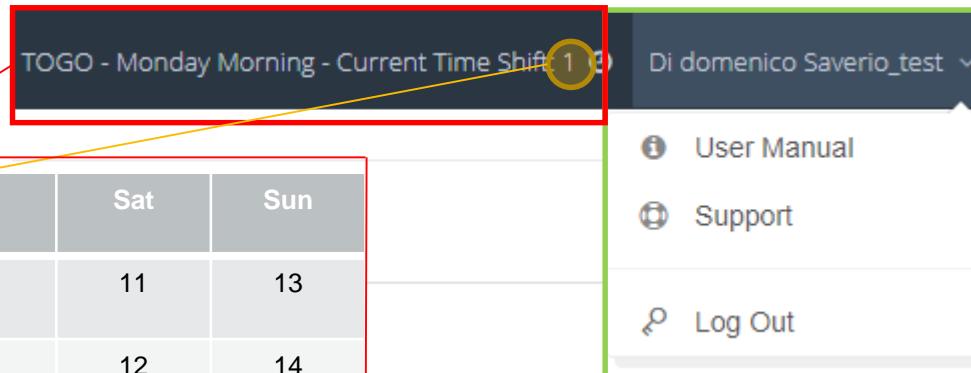 TOGO - Monday Morning - Current Time Shift: 1
Di domenico Saverio_test
User Manual
Support
Log Out
Sat Sun
11 13
12 14